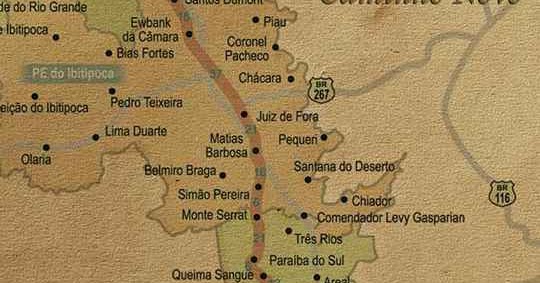 de do Rio Grande
Santos Dumont
Caminho Novo
Ewbank
da Câmara
Piau
e Ibitipoca
Bias Fortes
Coronel
Pacheco
PE do Ibitipoca
37
Chácara
BR
267
eição do Ibitipoca
Pedro Teixeira
Juiz de Fora
Lima Duarte
21
Matias
Barbosa
Pequeri
Olaria
Santana do Deserto
Belmiro Braga
BR
116
Simão Pereira
Chiador
Monte Serrat
Comendador Levy Gasparian
Três Rios
21
Paraíba do Sul
Queima Sangue
Areal